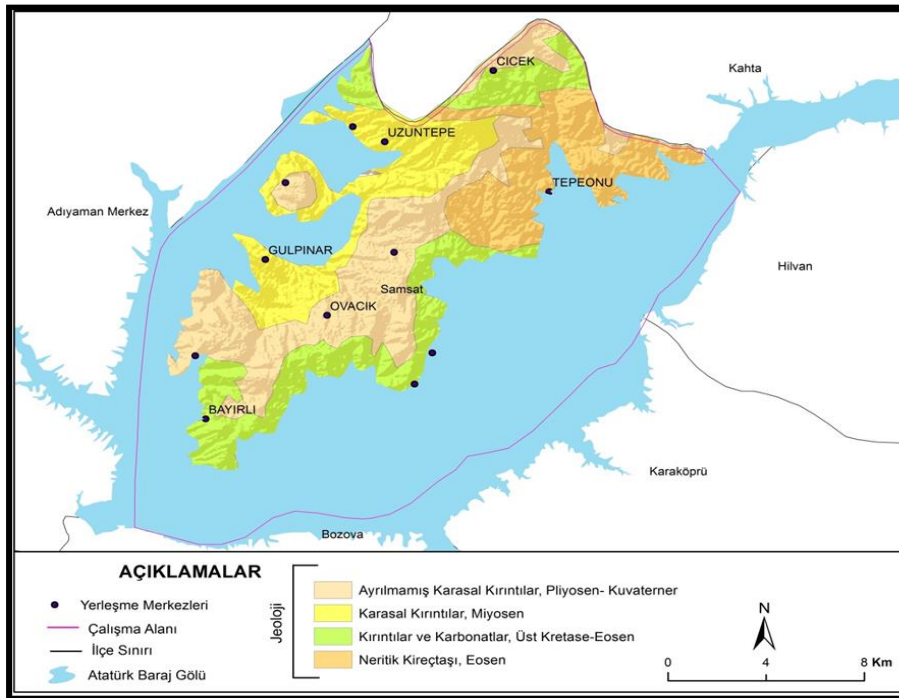 CICEK
Kahta
UZUNTEPE
TEPEONU
Adıyaman Merkez
GULPINAR
Hilvan
Samsat
OVACIK
BAYIRLI
Karaköprü
Bozova
AÇIKLAMALAR
Yerleşme Merkezleri
Çalışma Alanı
İlçe Sınırı
Atatürk Baraj Gölü
Jeoloji
Ayrılmamış Karasal Kırıntılar, Pliyosen- Kuvaterner
Karasal Kırıntılar, Miyosen
Kırıntılar ve Karbonatlar, Üst Kretase-Eosen
Neritik Kireçtaşı, Eosen
N
0 4 8 Km